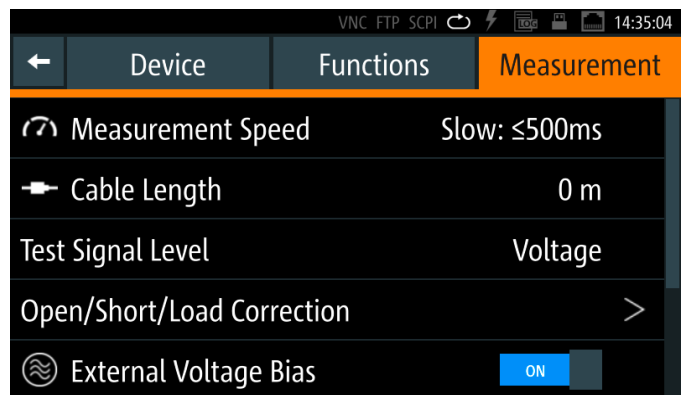 VNC FTP SCPI LOG 14:35:04
Device Functions Measurement
Measurement Speed Slow: ≤500ms
Cable Length 0 m
Test Signal Level Voltage
Open/Short/Load Correction >
External Voltage Bias ON